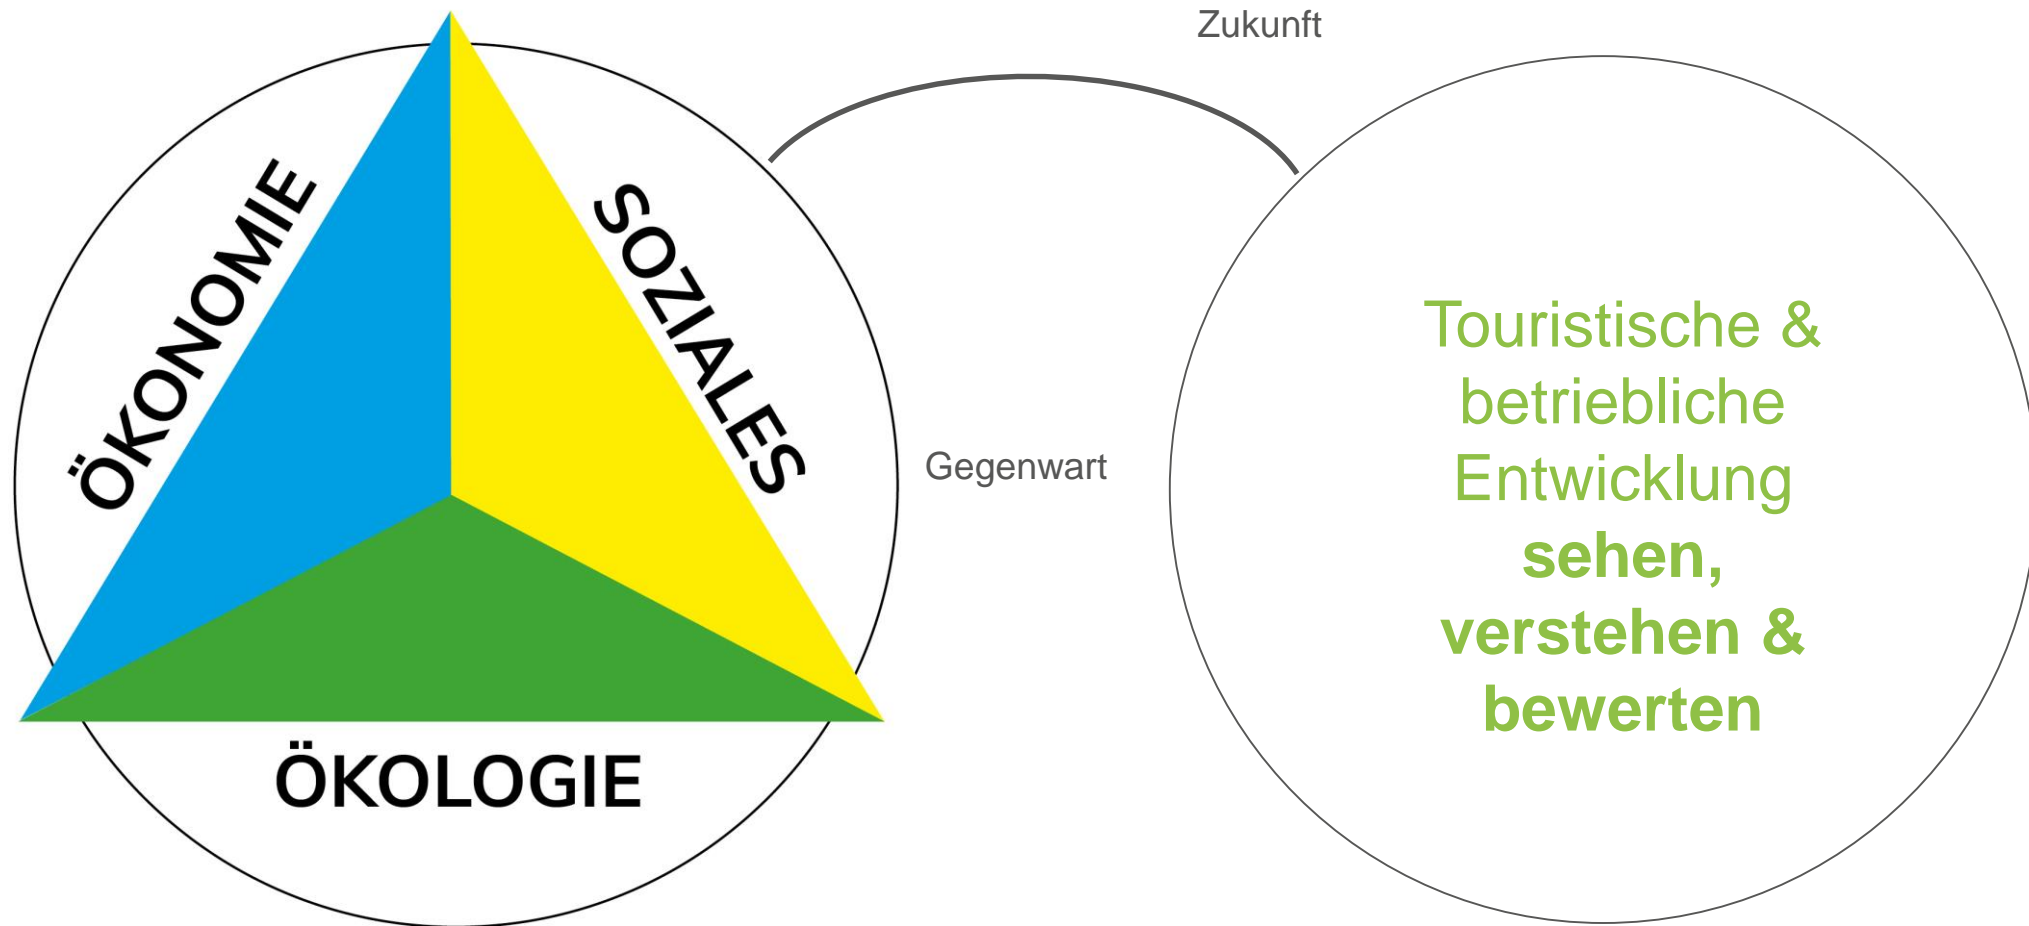 Zukunft
ÖKONOMIE
SOZIALES
ÖKOLOGIE
Gegenwart
Touristische &
betriebliche
Entwicklung
sehen,
verstehen &
bewerten